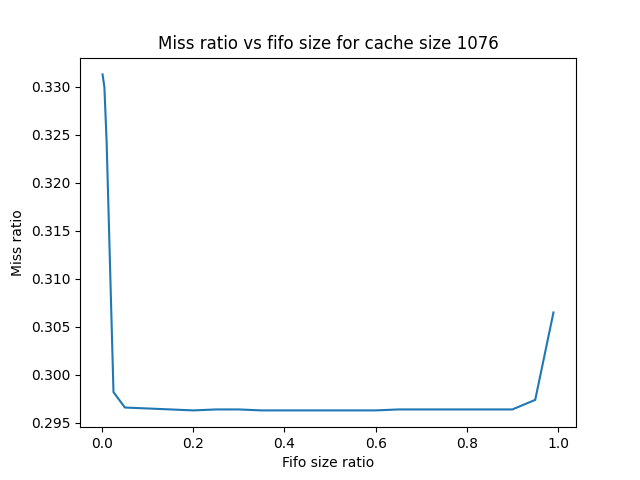 Miss ratio vs fifo size for cache size 1076
0.330
0.325
0.320
0.315
0.310
0.305
0.300
0.295
Miss ratio
0.0 0.2 0.4 0.6 0.8 1.0
Fifo size ratio